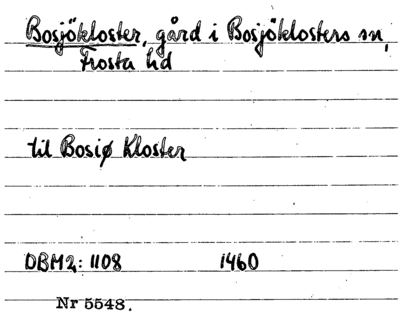 Bosjökloster, gård i Bosjöklosters sn,
Frosta hd
til Bosiø Kloster
DBM2: 1108 1460
Nr 5548.